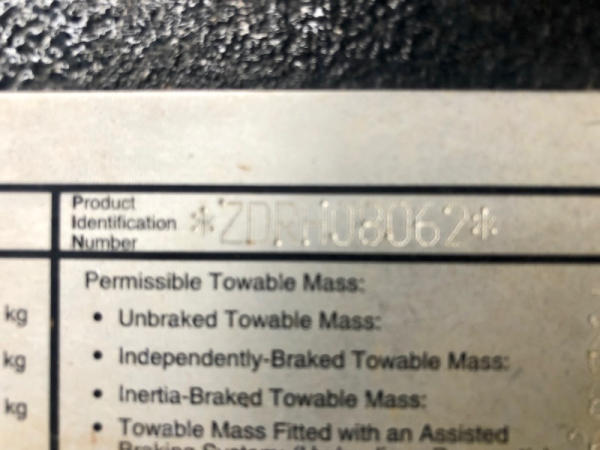 Product
Identification
Number
*ZDRH08062*
Permissible Towable Mass:
kg
• Unbraked Towable Mass:
kg
• Independently-Braked Towable Mass:
kg
• Inertia-Braked Towable Mass:
• Towable Mass Fitted with an Assisted